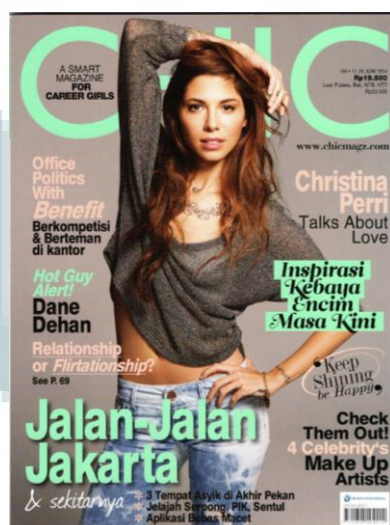 CHIC
A SMART
MAGAZINE
FOR
CAREER GIRLS
Rp19.800
www.chicmagz.com
Office
Politics
With
Benefit
Berkompetisi
& Berteman
di kantor
Christina
Perri
Talks About
Love
Hot Guy
Alert!
Dane
Dehan
Inspirasi
Kebaya
Encim
Masa Kini
Relationship
or Flirtationship?
See P. 69
Keep
Shining
be Happy
Jalan-Jalan
Jakarta
& sekitarnya
* 3 Tempat Asyik di Akhir Pekan
* Jelajah Serpong, PIK, Sentul
* Aplikasi Bebas Macet
Check
Them Out!
4 Celebrity's
Make Up
Artists